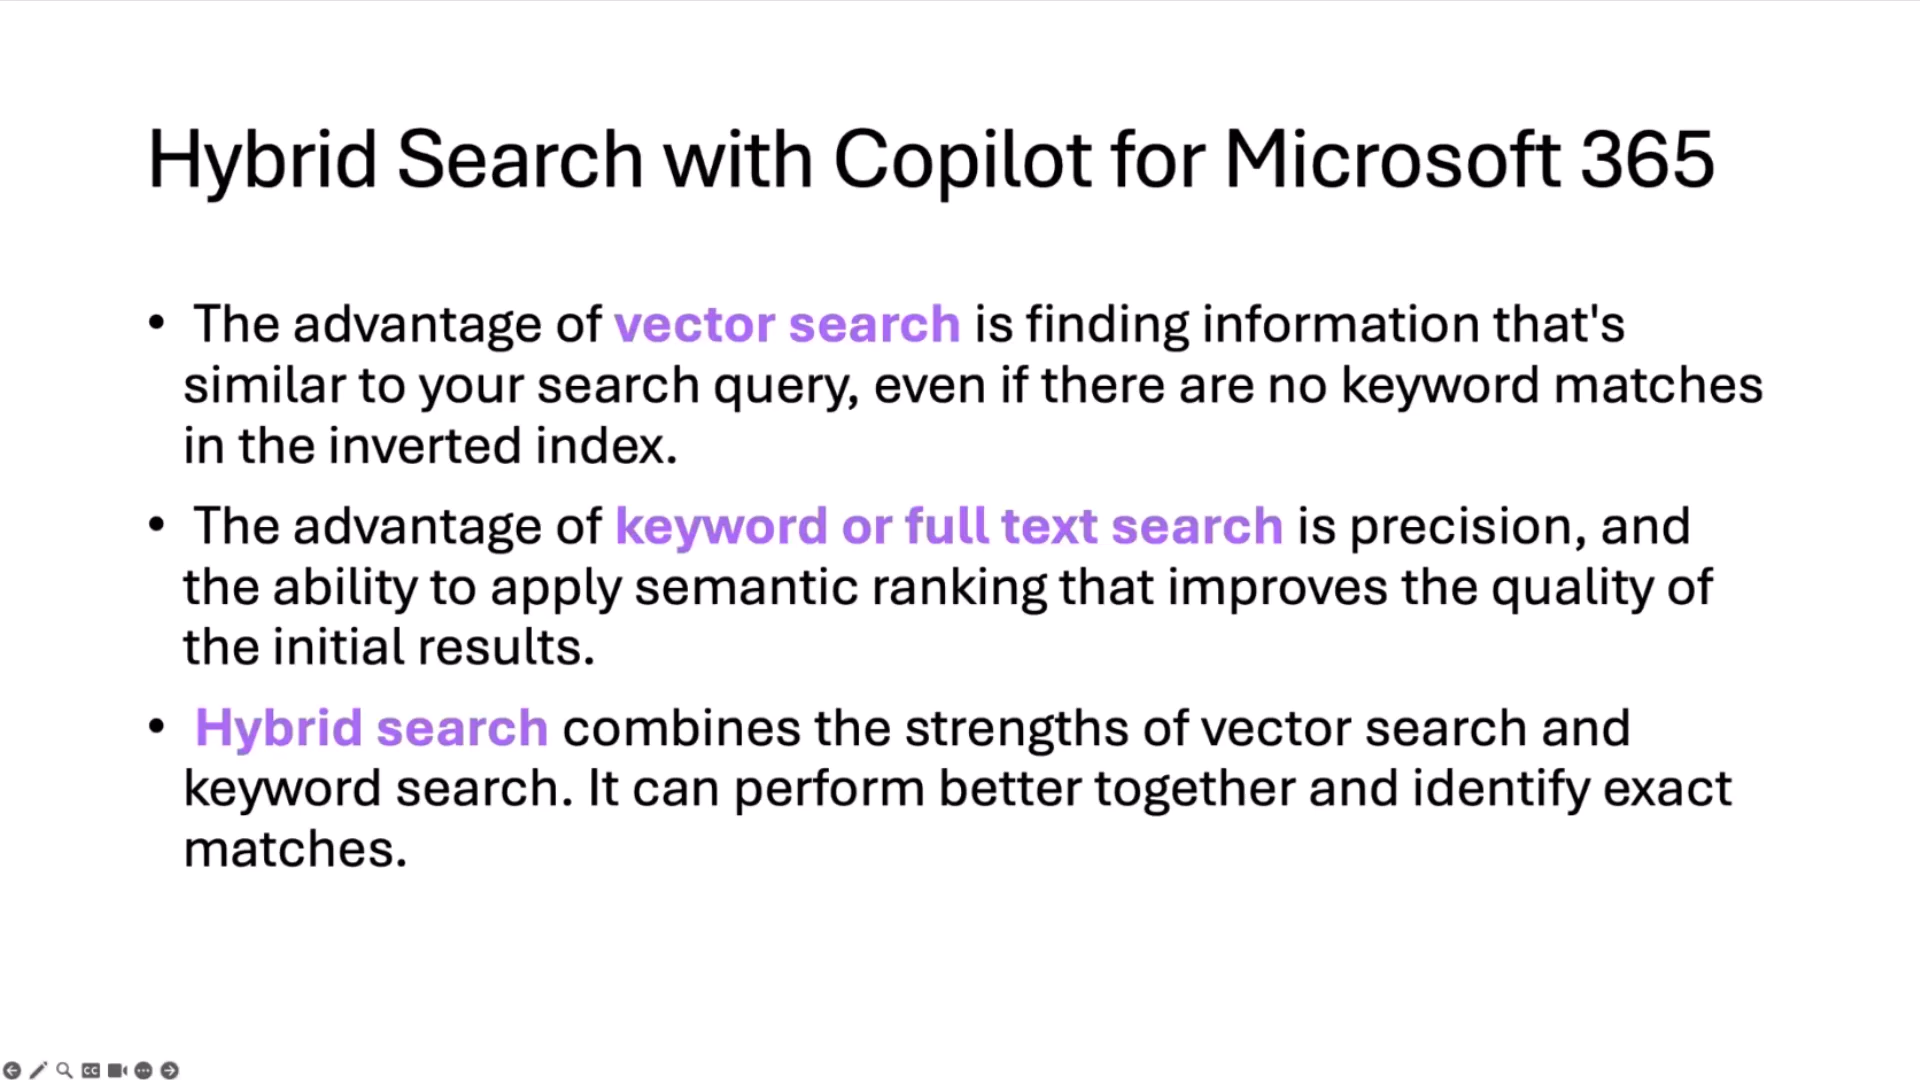 Hybrid Search with Copilot for Microsoft 365
• The advantage of vector search is finding information that's
similar to your search query, even if there are no keyword matches
in the inverted index.
• The advantage of keyword or full text search is precision, and
the ability to apply semantic ranking that improves the quality of
the initial results.
• Hybrid search combines the strengths of vector search and
keyword search. It can perform better together and identify exact
matches.
CC